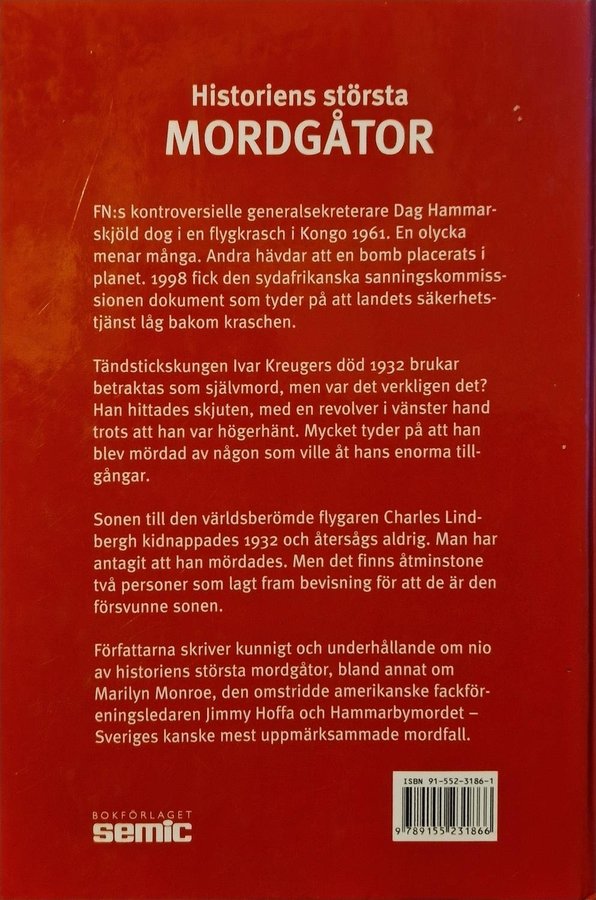 Historiens största
MORDGÅTOR
FN:s kontroversielle generalsekreterare Dag Hammar-
skjöld dog i en flygkrasch i Kongo 1961. En olycka
menar många. Andra hävdar att en bomb placerats i
planet. 1998 fick den sydafrikanska sanningskommiss-
sionen dokument som tyder på att landets säkerhets-
tjänst låg bakom kraschen.
Tändstickskungen Ivar Kreugers död 1932 brukar
betraktas som självmord, men var det verkligen det?
Han hittades skjuten, med en revolver i vänster hand
trots att han var högerhänt. Mycket tyder på att han
blev mördad av någon som ville åt hans enorma till-
gångar.
Sonen till den världsberömde flygaren Charles Lind-
bergh kidnappades 1932 och återsågs aldrig. Man har
antagit att han mördades. Men det finns åtminstone
två personer som lagt fram bevisning för att de är den
försvunne sonen.
Författarna skriver kunnigt och underhållande om nio
av historiens största mordgåtor, bland annat om
Marilyn Monroe, den omstridde amerikanske fackför-
eningsledaren Jimmy Hoffa och Hammarbymordet –
Sveriges kanske mest uppmärksammade mordfall.
ISBN 91-552-3186-1
9 789155 231866
BOKFÖRLAGET
semic